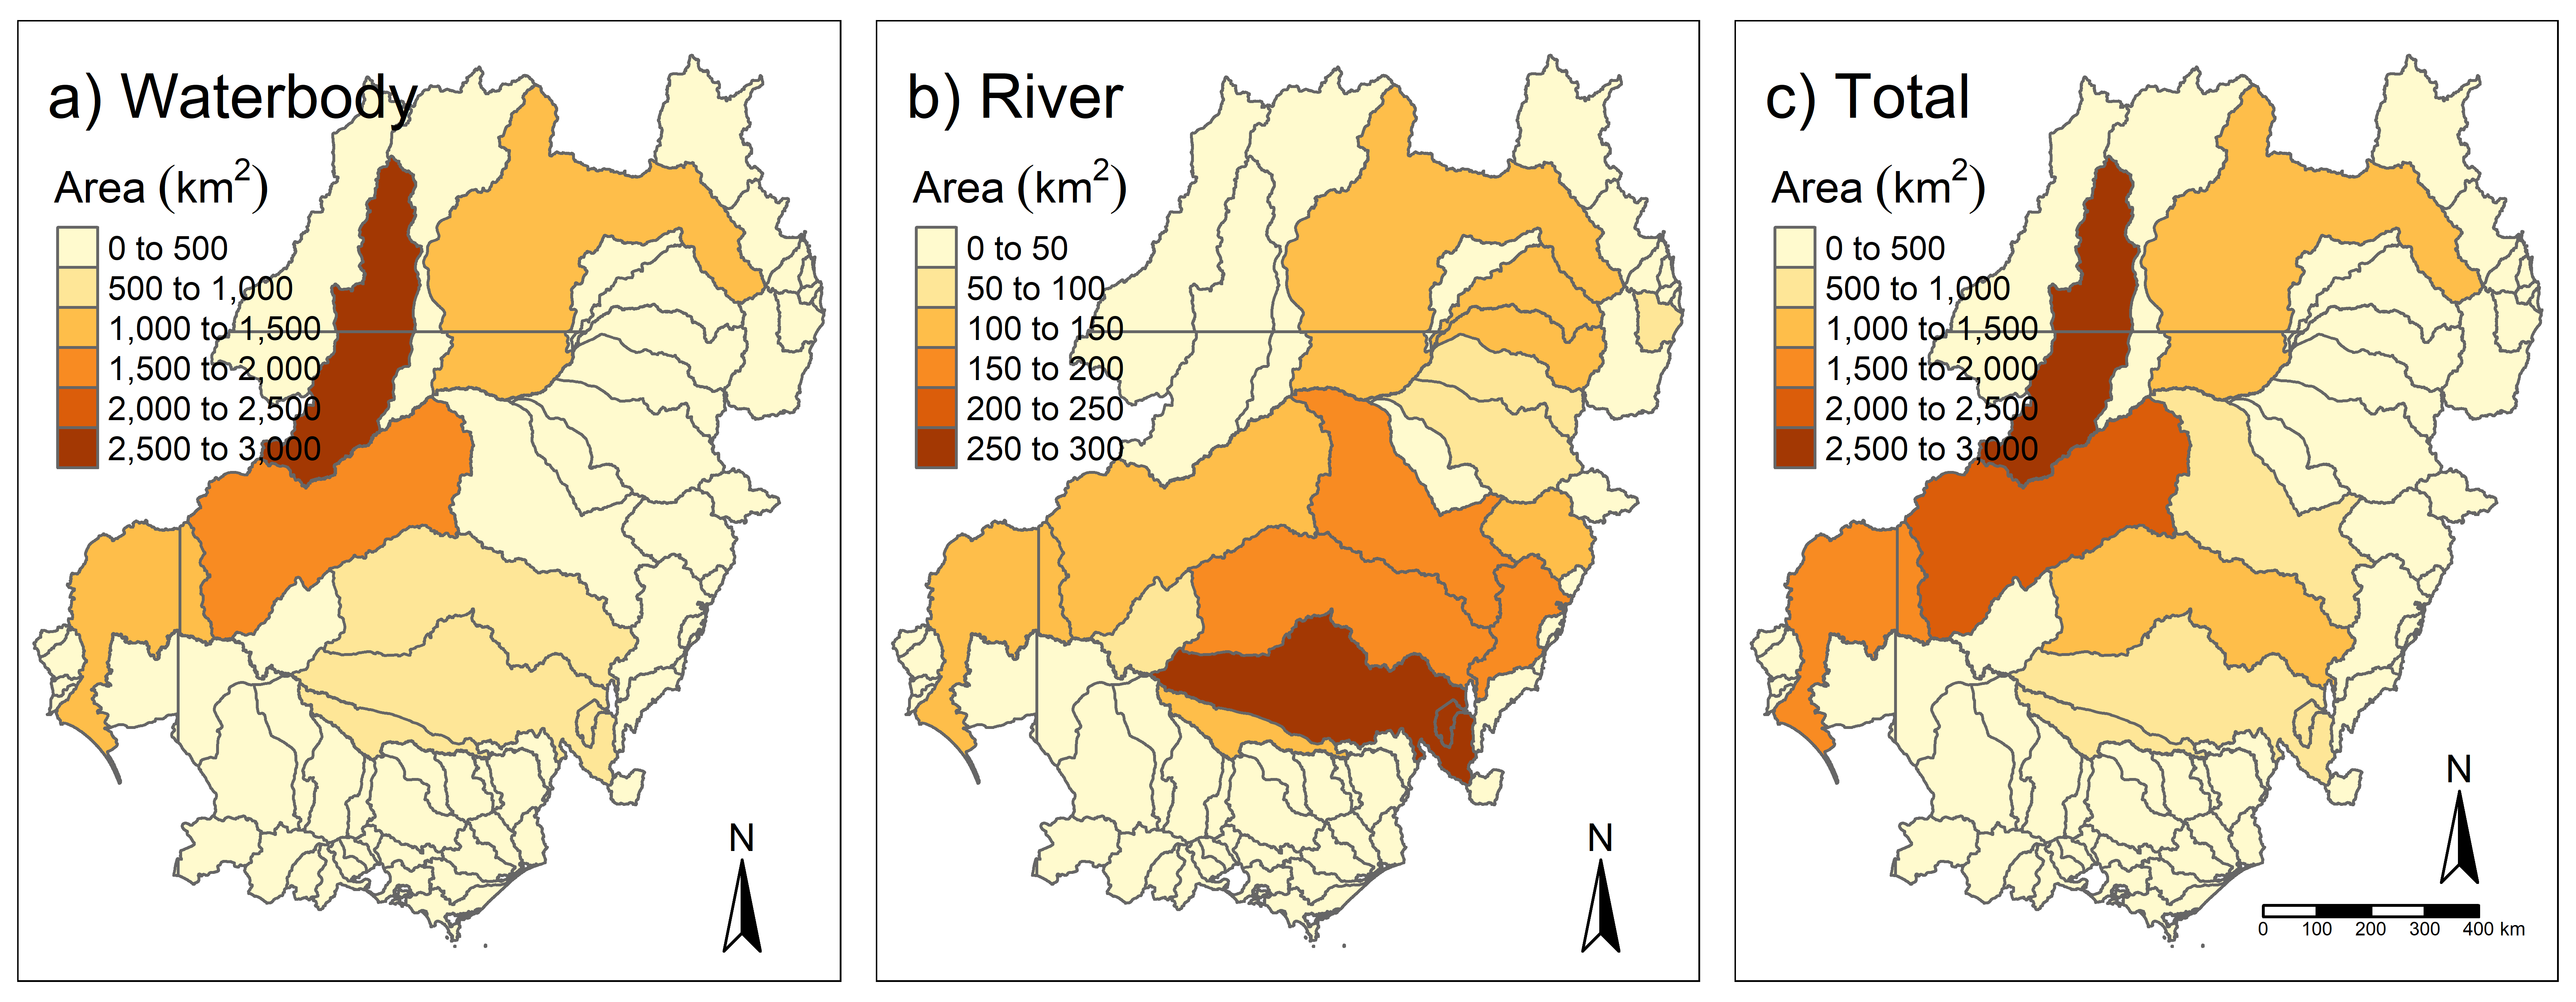 a) Waterbody
Area (km²)
0 to 500
500 to 1,000
1,000 to 1,500
1,500 to 2,000
2,000 to 2,500
2,500 to 3,000
N
b) River
Area (km²)
0 to 50
50 to 100
100 to 150
150 to 200
200 to 250
250 to 300
N
c) Total
Area (km²)
0 to 500
500 to 1,000
1,000 to 1,500
1,500 to 2,000
2,000 to 2,500
2,500 to 3,000
N
0 100 200 300 400 km